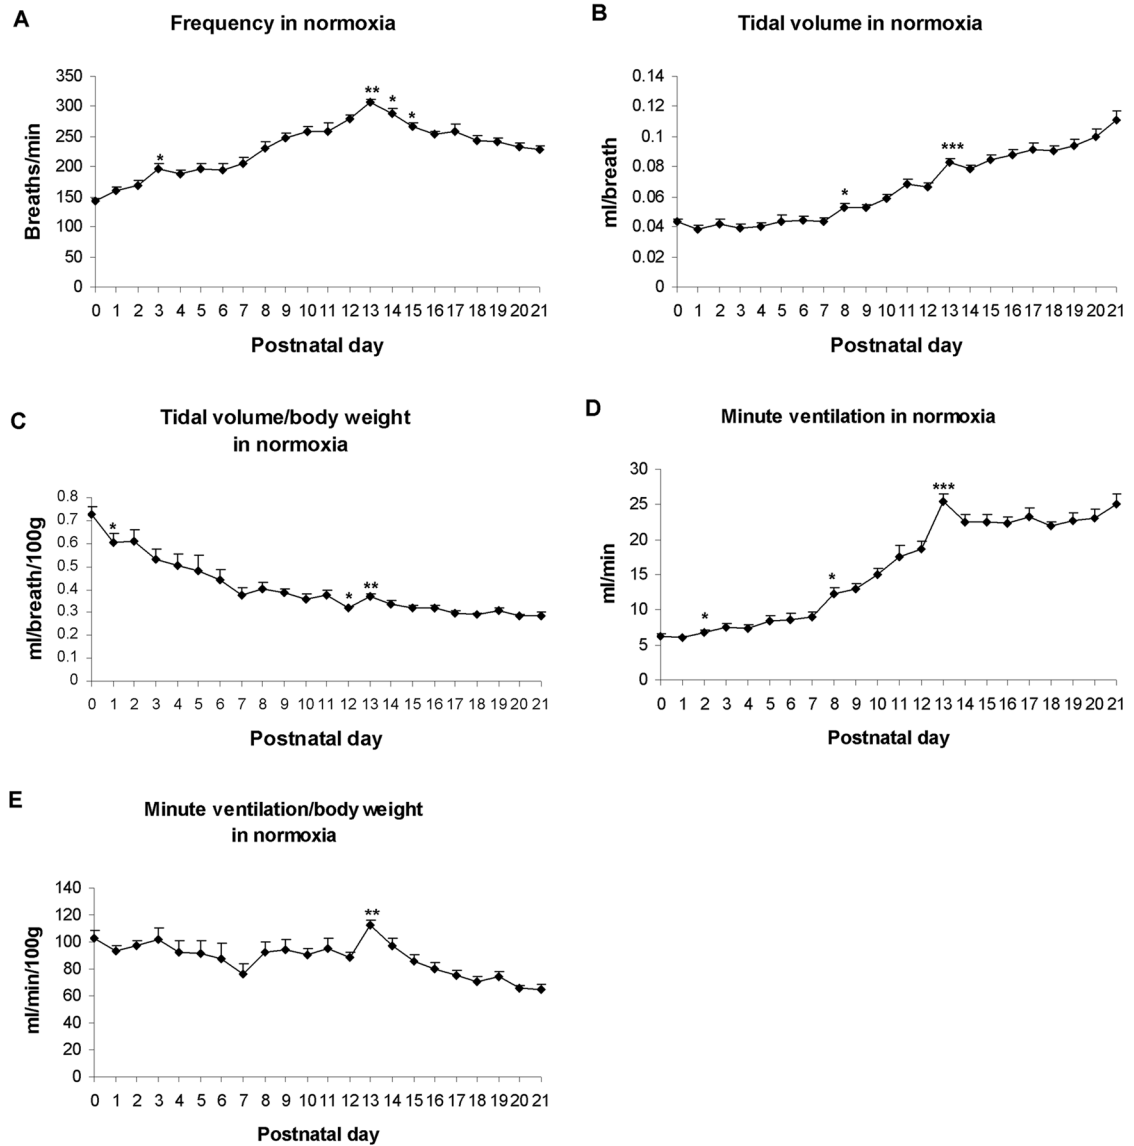 A
Frequency in normoxia
Breaths/min
350
300
250
200
150
100
50
0
*
**
*
*
0 1 2 3 4 5 6 7 8 9 10 11 12 13 14 15 16 17 18 19 20 21
Postnatal day
B
Tidal volume in normoxia
ml/breath
0.14
0.12
0.1
0.08
0.06
0.04
0.02
0
*
***
0 1 2 3 4 5 6 7 8 9 10 11 12 13 14 15 16 17 18 19 20 21
Postnatal day
C
Tidal volume/body weight
in normoxia
ml/breath/100g
0.8
0.7
0.6
0.5
0.4
0.3
0.2
0.1
0
*
*
**
0 1 2 3 4 5 6 7 8 9 10 11 12 13 14 15 16 17 18 19 20 21
Postnatal day
D
Minute ventilation in normoxia
ml/min
30
25
20
15
10
5
0
*
*
***
0 1 2 3 4 5 6 7 8 9 10 11 12 13 14 15 16 17 18 19 20 21
Postnatal day
E
Minute ventilation/body weight
in normoxia
ml/min/100g
140
120
100
80
60
40
20
0
**
0 1 2 3 4 5 6 7 8 9 10 11 12 13 14 15 16 17 18 19 20 21
Postnatal day